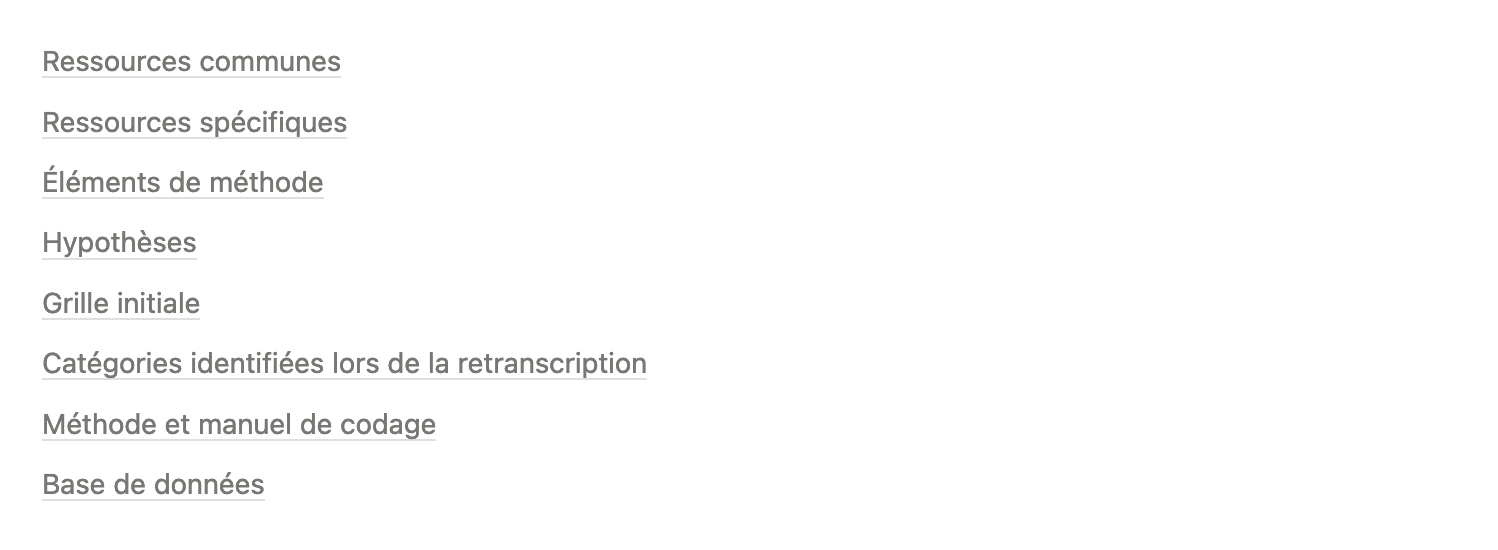 Ressources communes
Ressources spécifiques
Éléments de méthode
Hypothèses
Grille initiale
Catégories identifiées lors de la retranscription
Méthode et manuel de codage
Base de données